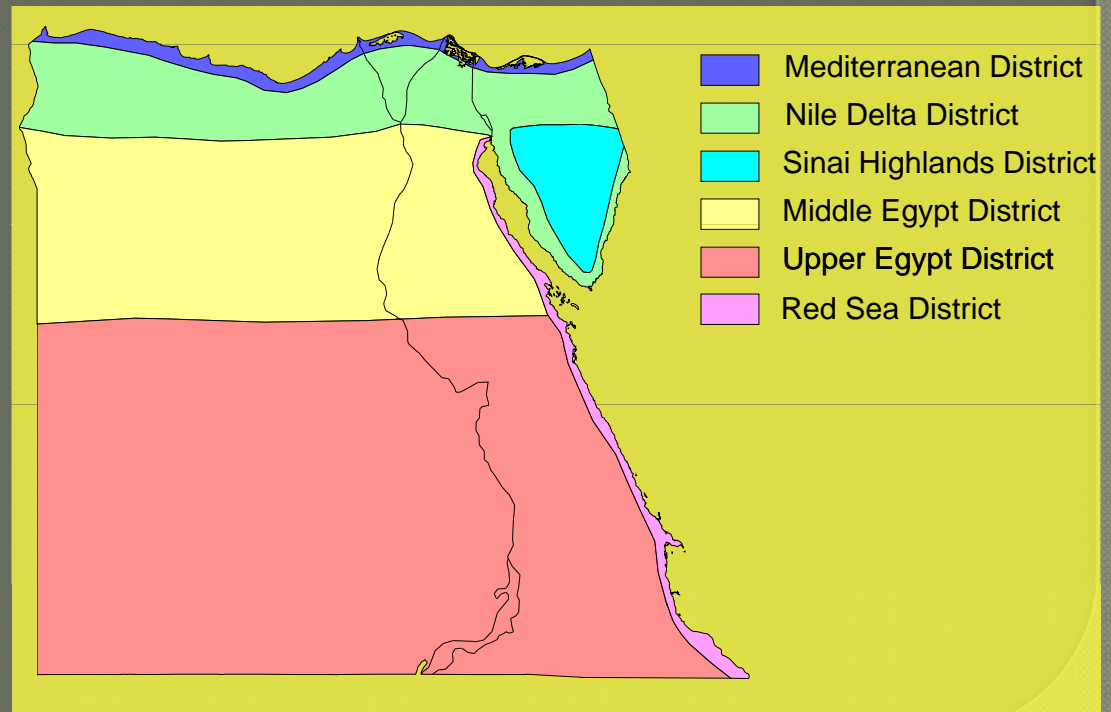 Mediterranean District
Nile Delta District
Sinai Highlands District
Middle Egypt District
Upper Egypt District
Red Sea District